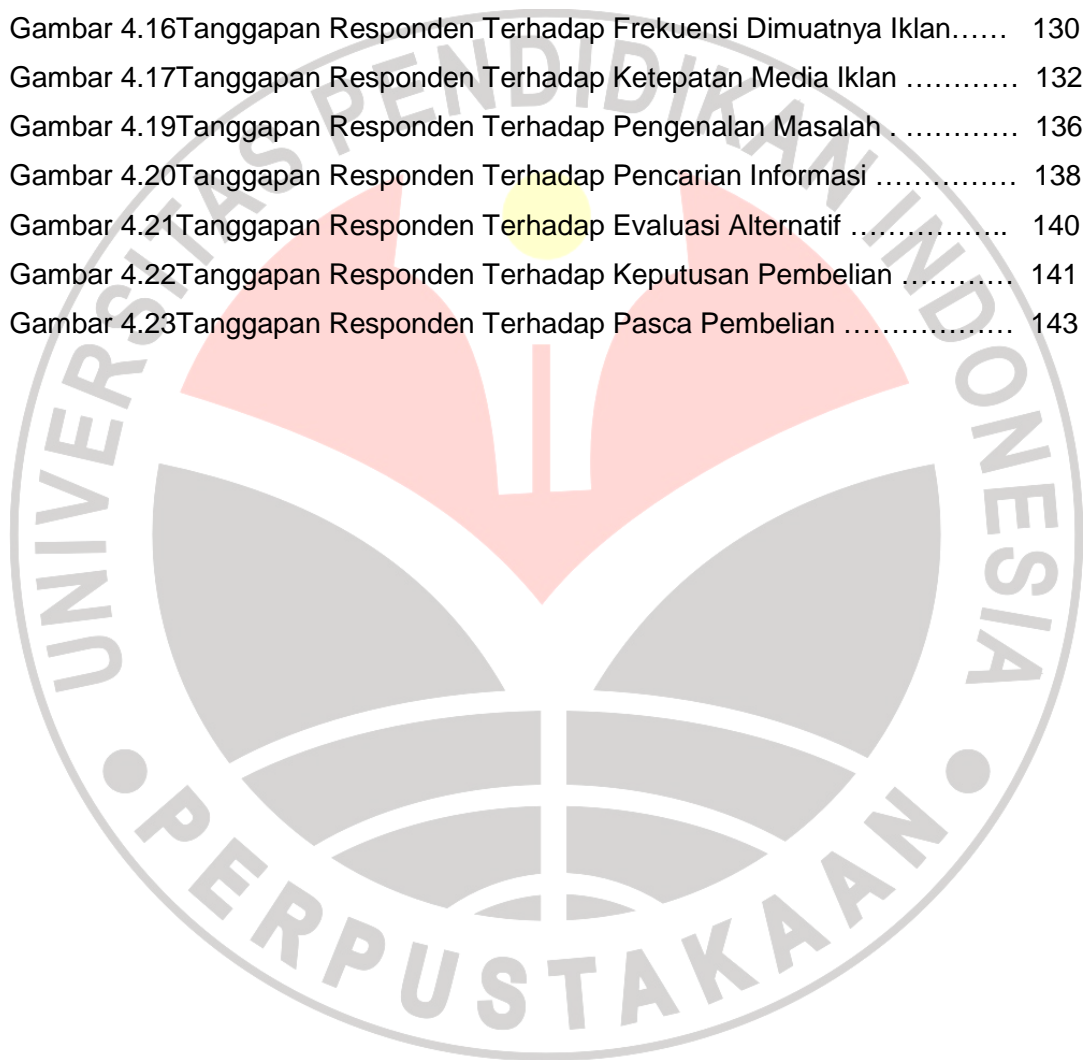 Gambar 4.16Tanggapan Responden Terhadap Frekuensi Dimuatnya Iklan…… 130
Gambar 4.17Tanggapan Responden Terhadap Ketepatan Media Iklan ………… 132
Gambar 4.19Tanggapan Responden Terhadap Pengenalan Masalah . ………… 136
Gambar 4.20Tanggapan Responden Terhadap Pencarian Informasi …………… 138
Gambar 4.21Tanggapan Responden Terhadap Evaluasi Alternatif …………….. 140
Gambar 4.22Tanggapan Responden Terhadap Keputusan Pembelian ………… 141
Gambar 4.23Tanggapan Responden Terhadap Pasca Pembelian ……………… 143
UNIVERSITAS PENDIDIKAN INDONESIA
PERPUSTAKAAN